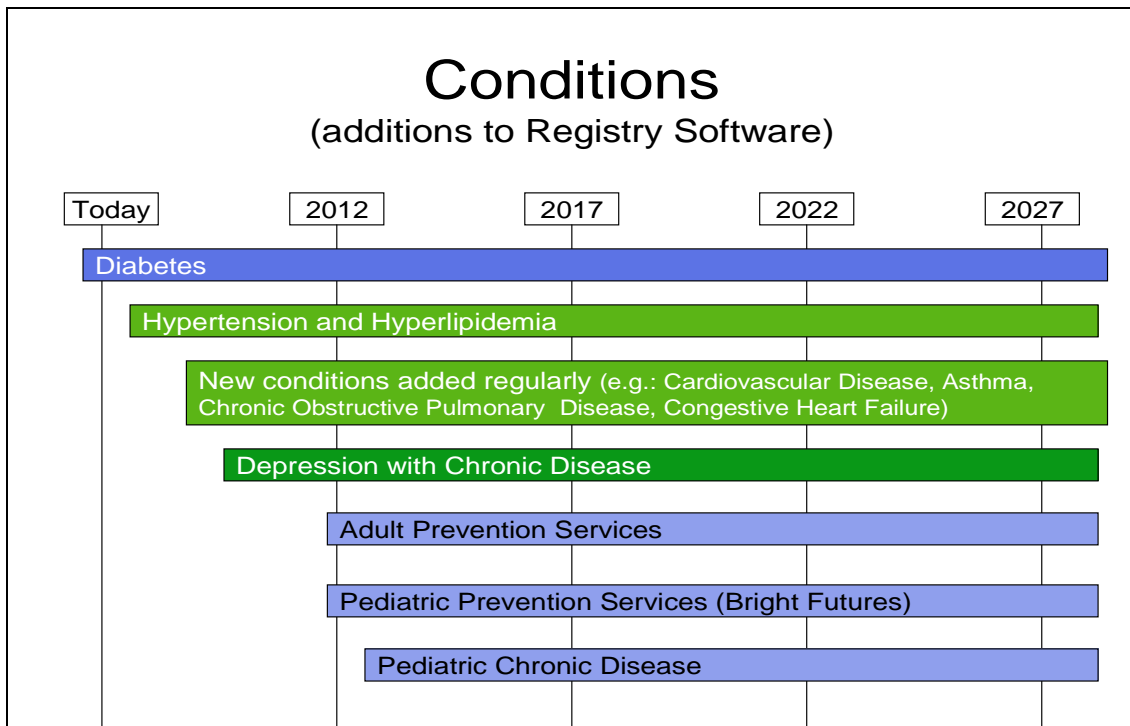 Conditions
(additions to Registry Software)
Today 2012 2017 2022 2027
Diabetes
Hypertension and Hyperlipidemia
New conditions added regularly (e.g.: Cardiovascular Disease, Asthma,
Chronic Obstructive Pulmonary Disease, Congestive Heart Failure)
Depression with Chronic Disease
Adult Prevention Services
Pediatric Prevention Services (Bright Futures)
Pediatric Chronic Disease